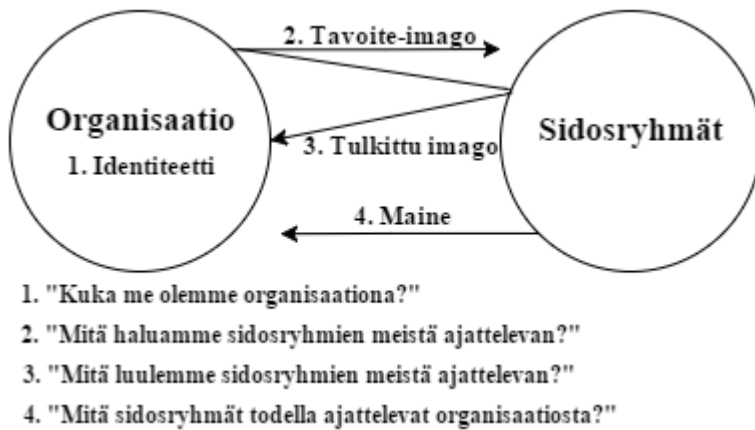 2. Tavoite-imago
Organisaatio
1. Identiteetti
Sidosryhmät
3. Tulkittu imago
4. Maine
1. "Kuka me olemme organisaationa?"
2. "Mitä haluamme sidosryhmien meistä ajattelevan?"
3. "Mitä luulemme sidosryhmien meistä ajattelevan?"
4. "Mitä sidosryhmät todella ajattelevat organisaatiosta?"